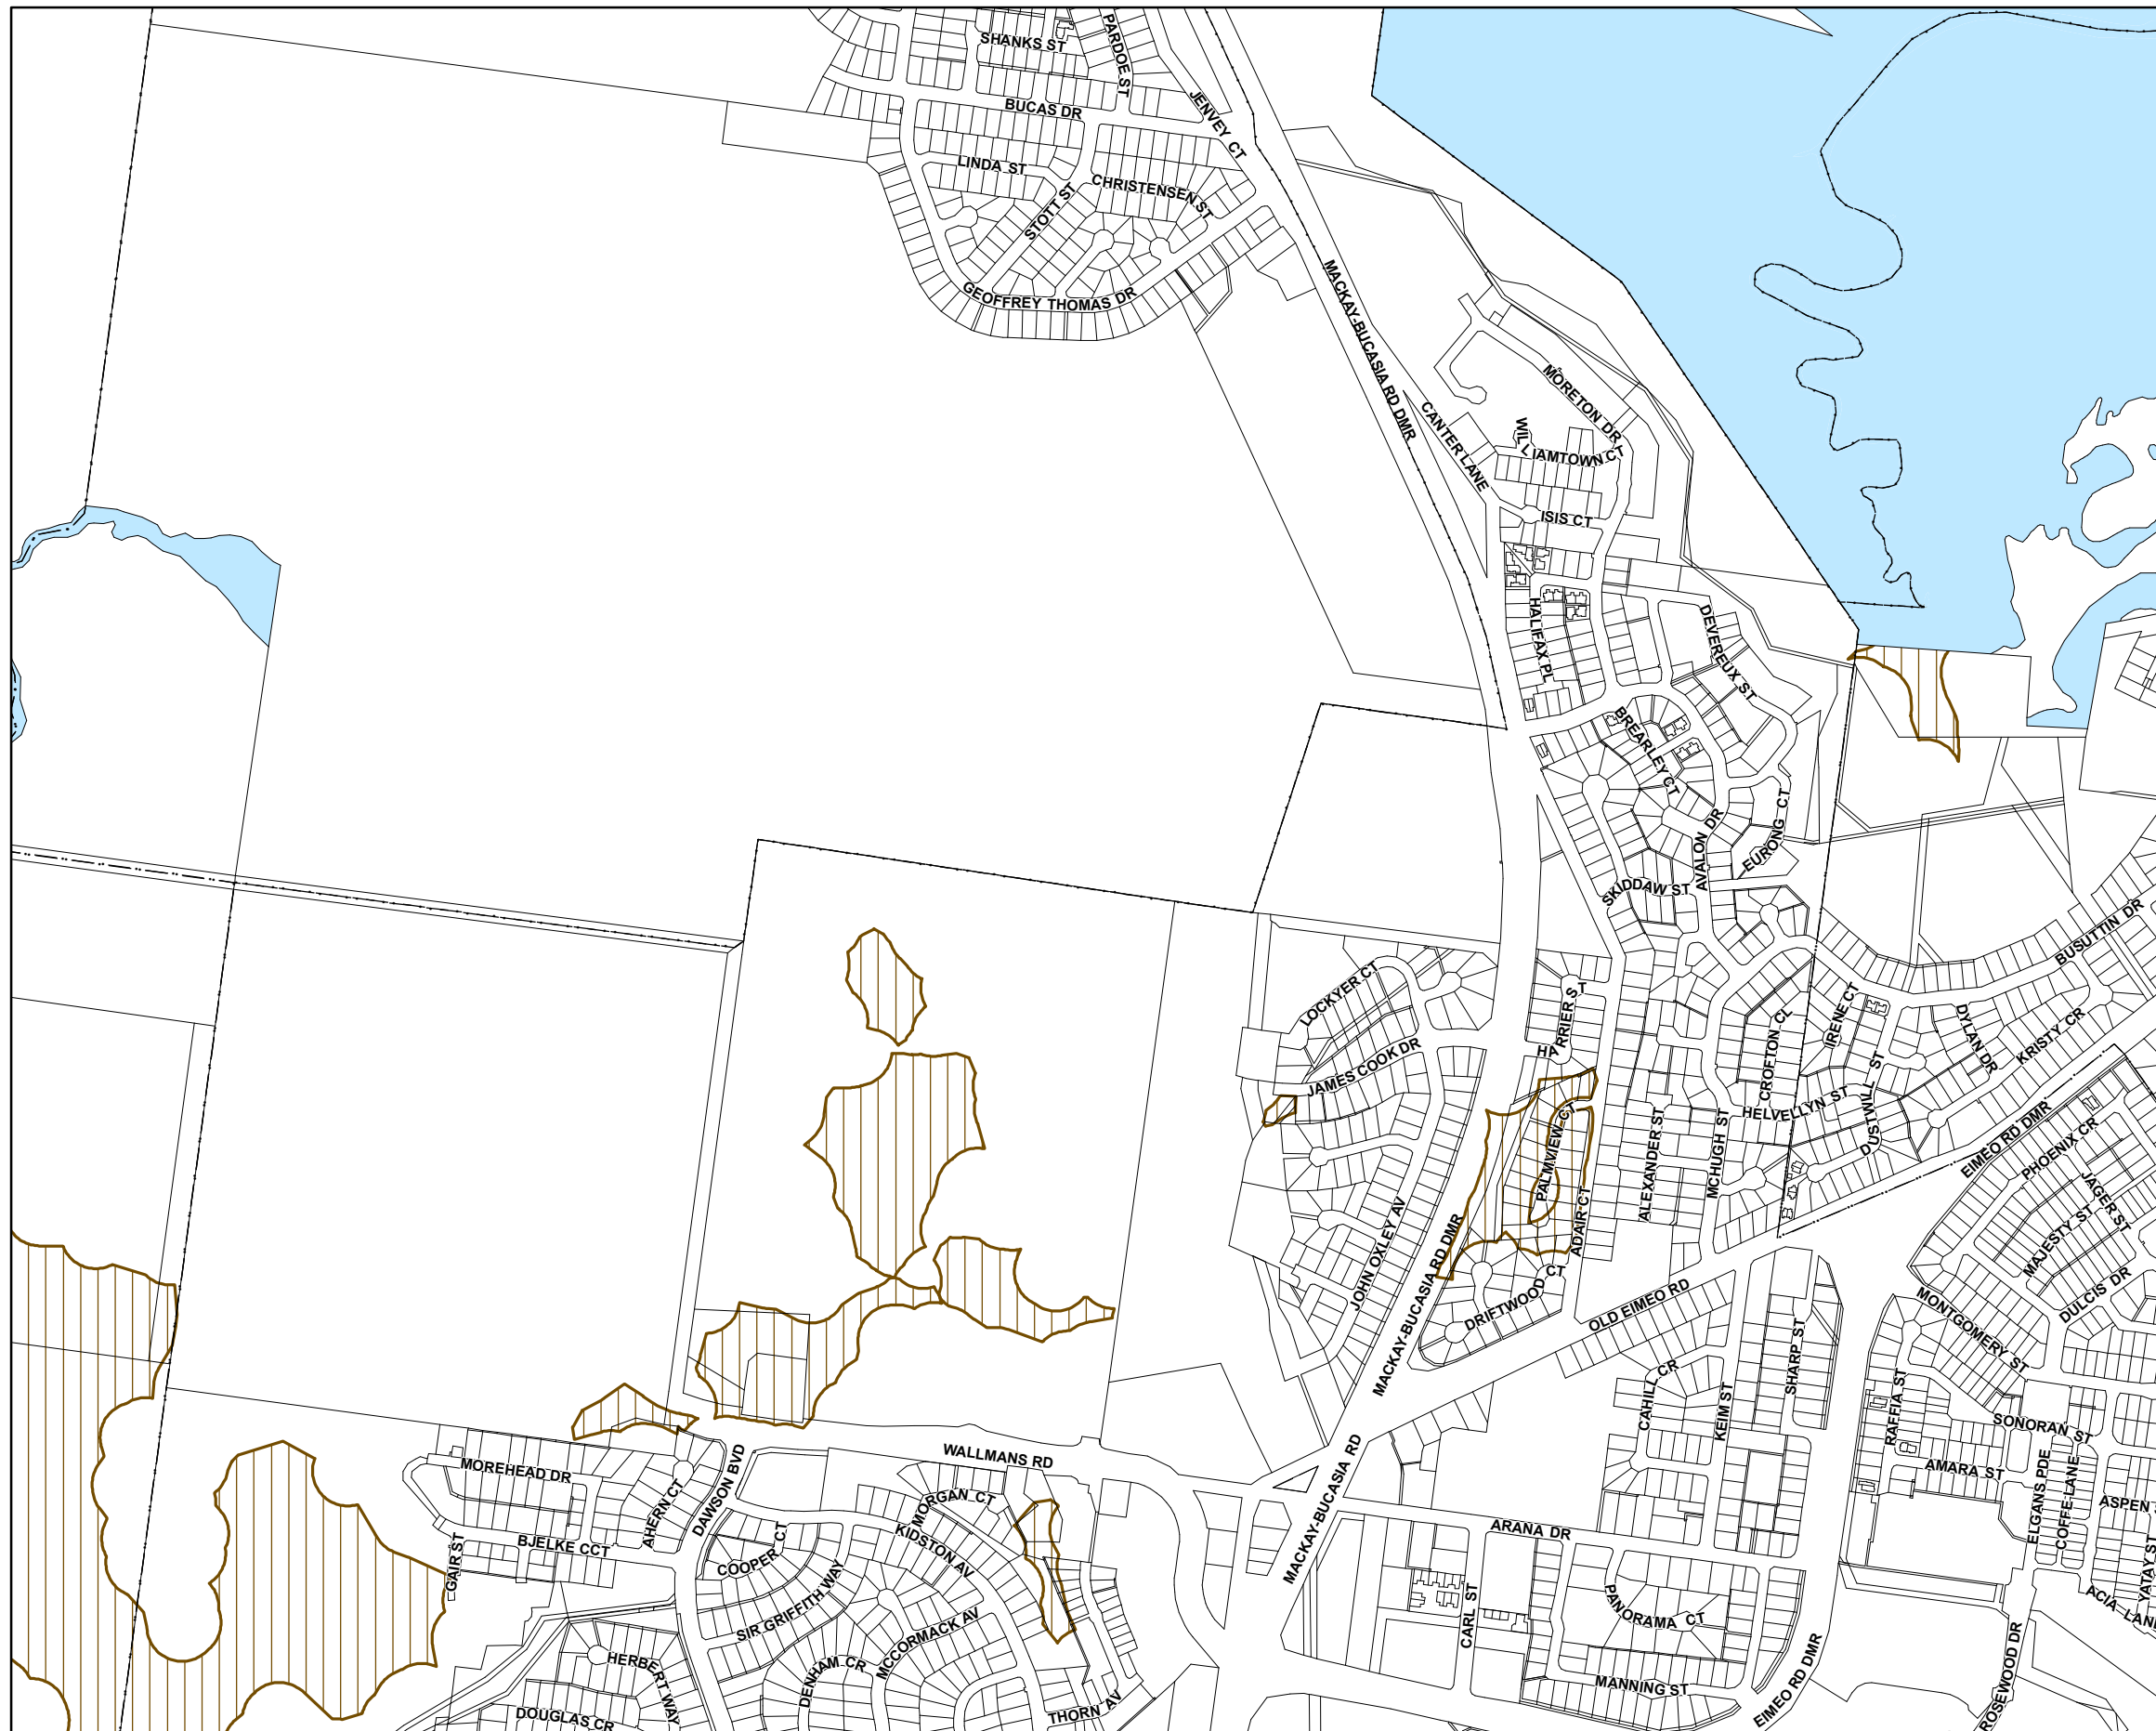 SHANKS ST
PARDOE ST
BUCAS DR
JENVEY CT
LINDA ST
CHRISTENSEN ST
STOTT ST
GEOFFREY THOMAS DR
MACKAY-BUCASIA RD DMR
MORETON DR
CANTER LANE
WILLIAMTOWN CT
ISIS CT
HALIFAX PL
DEVEREUX ST
BREARLEY CT
AVALON DR
EURONG CT
SKIDDAW ST
BUSUTTIN DR
LOCKYER CT
HARRIER ST
IRENE CT
DYLAN DR
KRISTY CR
CROFTON CL
JAMES COOK DR
HELVELLYN ST
DUSTWILL ST
EIMEO RD DMR
PHOENIX CR
PALMVIEW CT
ALEXANDER ST
MCHUGH ST
JAGER ST
MAJESTY ST
ADAIR CT
JOHN OXLEY AV
MACKAY-BUCASIA RD DMR
DRIFTWOOD CT
OLD EIMEO RD
DULCIS DR
MONTGOMERY ST
SHARP ST
CAHILL CR
KEIM ST
RAFFIA ST
SONORAN ST
AMARA ST
ELGANS PDE
COFFE LANE
ASPEN
YATAY ST
ACIA LANE
WALLMANS RD
MOREHEAD DR
DAWSON BVD
AHERN CT
MORGAN CT
KIDSTON AV
MACKAY-BUCASIA RD
ARANA DR
BJELKE CCT
GAIR ST
COOPER CT
SIR GRIFFITH WAY
MCCORMACK AV
DENHAM CR
HERBERT WAY
DOUGLAS CR
THORN AV
CARL ST
PANORAMA CT
MANNING ST
EIMEO RD DMR
ROSEWOOD DR